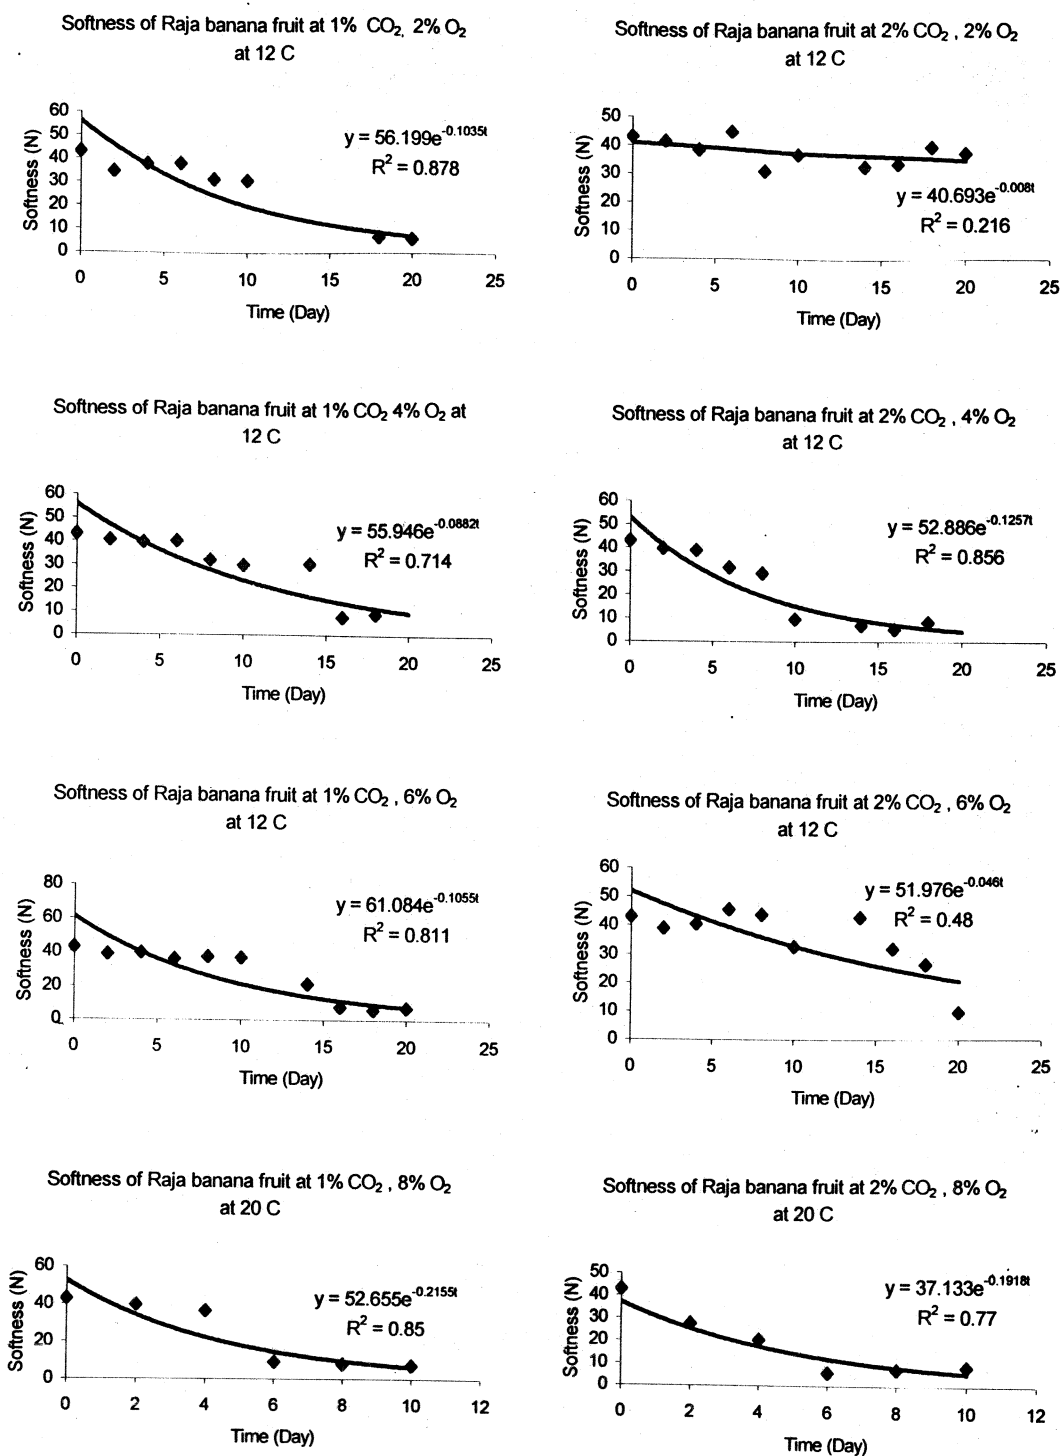 Softness of Raja banana fruit at 1% CO₂, 2% O₂
at 12 C
Softness (N)
60
50
40
30
20
10
0
y = 56.199e^-0.1035t
R² = 0.878
0 5 10 15 20 25
Time (Day)
Softness of Raja banana fruit at 2% CO₂ , 2% O₂
at 12 C
Softness (N)
50
40
30
20
10
0
y = 40.693e^-0.008t
R² = 0.216
0 5 10 15 20 25
Time (Day)
Softness of Raja banana fruit at 1% CO₂ 4% O₂ at
12 C
Softness (N)
60
50
40
30
20
10
0
y = 55.946e^-0.0882t
R² = 0.714
0 5 10 15 20 25
Time (Day)
Softness of Raja banana fruit at 2% CO₂ , 4% O₂
at 12 C
Softness (N)
60
50
40
30
20
10
0
y = 52.886e^-0.1257t
R² = 0.856
0 5 10 15 20 25
Time (Day)
Softness of Raja banana fruit at 1% CO₂ , 6% O₂
at 12 C
Softness (N)
80
60
40
20
0
y = 61.084e^-0.1055t
R² = 0.811
0 5 10 15 20 25
Time (Day)
Softness of Raja banana fruit at 2% CO₂ , 6% O₂
at 12 C
Softness (N)
60
50
40
30
20
10
0
y = 51.976e^-0.046t
R² = 0.48
0 5 10 15 20 25
Time (Day)
Softness of Raja banana fruit at 1% CO₂ , 8% O₂
at 20 C
Softness (N)
60
40
20
0
y = 52.655e^-0.2155t
R² = 0.85
0 2 4 6 8 10 12
Time (Day)
Softness of Raja banana fruit at 2% CO₂ , 8% O₂
at 20 C
Softness (N)
50
40
30
20
10
0
y = 37.133e^-0.1918t
R² = 0.77
0 2 4 6 8 10 12
Time (Day)